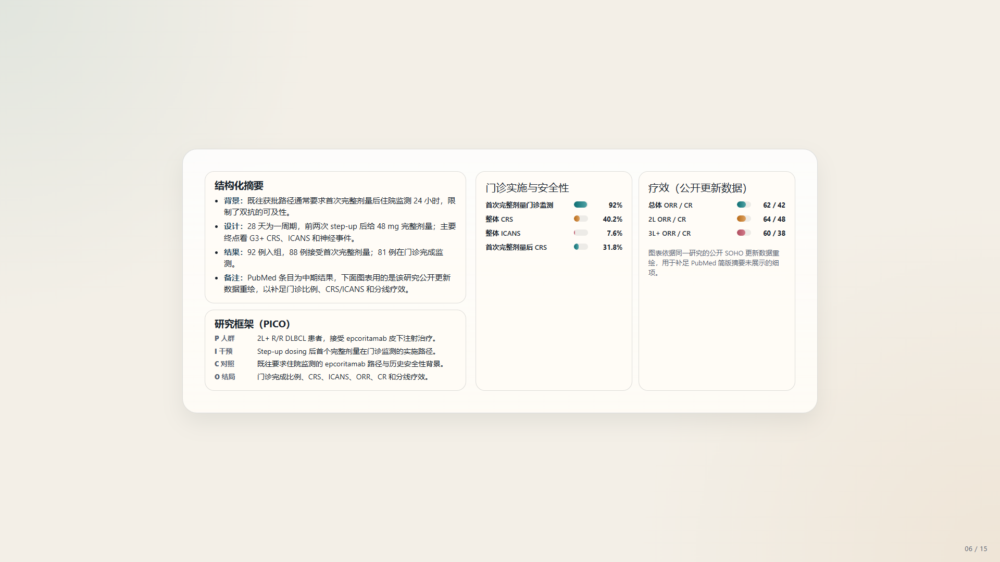 结构化摘要
• 背景：既往获批路径通常要求首次完整剂量后住院监测 24 小时，限
制了双抗的可及性。
• 设计：28 天为一周期，前两次 step-up 后给 48 mg 完整剂量；主要
终点看 G3+ CRS、ICANS 和神经事件。
• 结果：92 例入组，88 例接受首次完整剂量；81 例在门诊完成监
测。
• 备注：PubMed 条目为中期结果，下面图表用的是该研究公开更新
数据重绘，以补足门诊比例、CRS/ICANS 和分线疗效。
研究框架（PICO）
P 人群 2L+ R/R DLBCL 患者，接受 epcoritamab 皮下注射治疗。
I 干预 Step-up dosing 后首个完整剂量在门诊监测的实施路径。
C 对照 既往要求住院监测的 epcoritamab 路径与历史安全性背景。
O 结局 门诊完成比例、CRS、ICANS、ORR、CR 和分线疗效。
门诊实施与安全性
首次完整剂量门诊监测 92%
整体 CRS 40.2%
整体 ICANS 7.6%
首次完整剂量后 CRS 31.8%
疗效（公开更新数据）
总体 ORR / CR 62 / 42
2L ORR / CR 64 / 48
3L+ ORR / CR 60 / 38
图表依据同一研究的公开 SOHO 更新数据重
绘，用于补足 PubMed 简版摘要未展示的细
项。
06 / 15